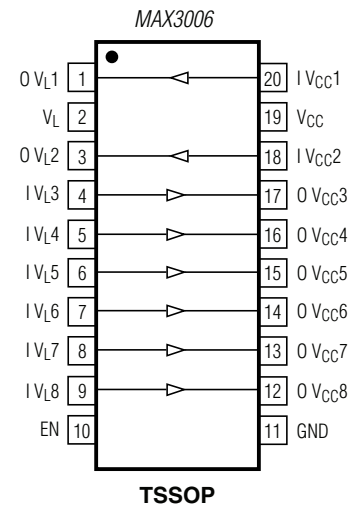 MAX3006
O VL1 1 20 I VCC1
VL 2 19 VCC
O VL2 3 18 I VCC2
I VL3 4 17 O VCC3
I VL4 5 16 O VCC4
I VL5 6 15 O VCC5
I VL6 7 14 O VCC6
I VL7 8 13 O VCC7
I VL8 9 12 O VCC8
EN 10 11 GND
TSSOP